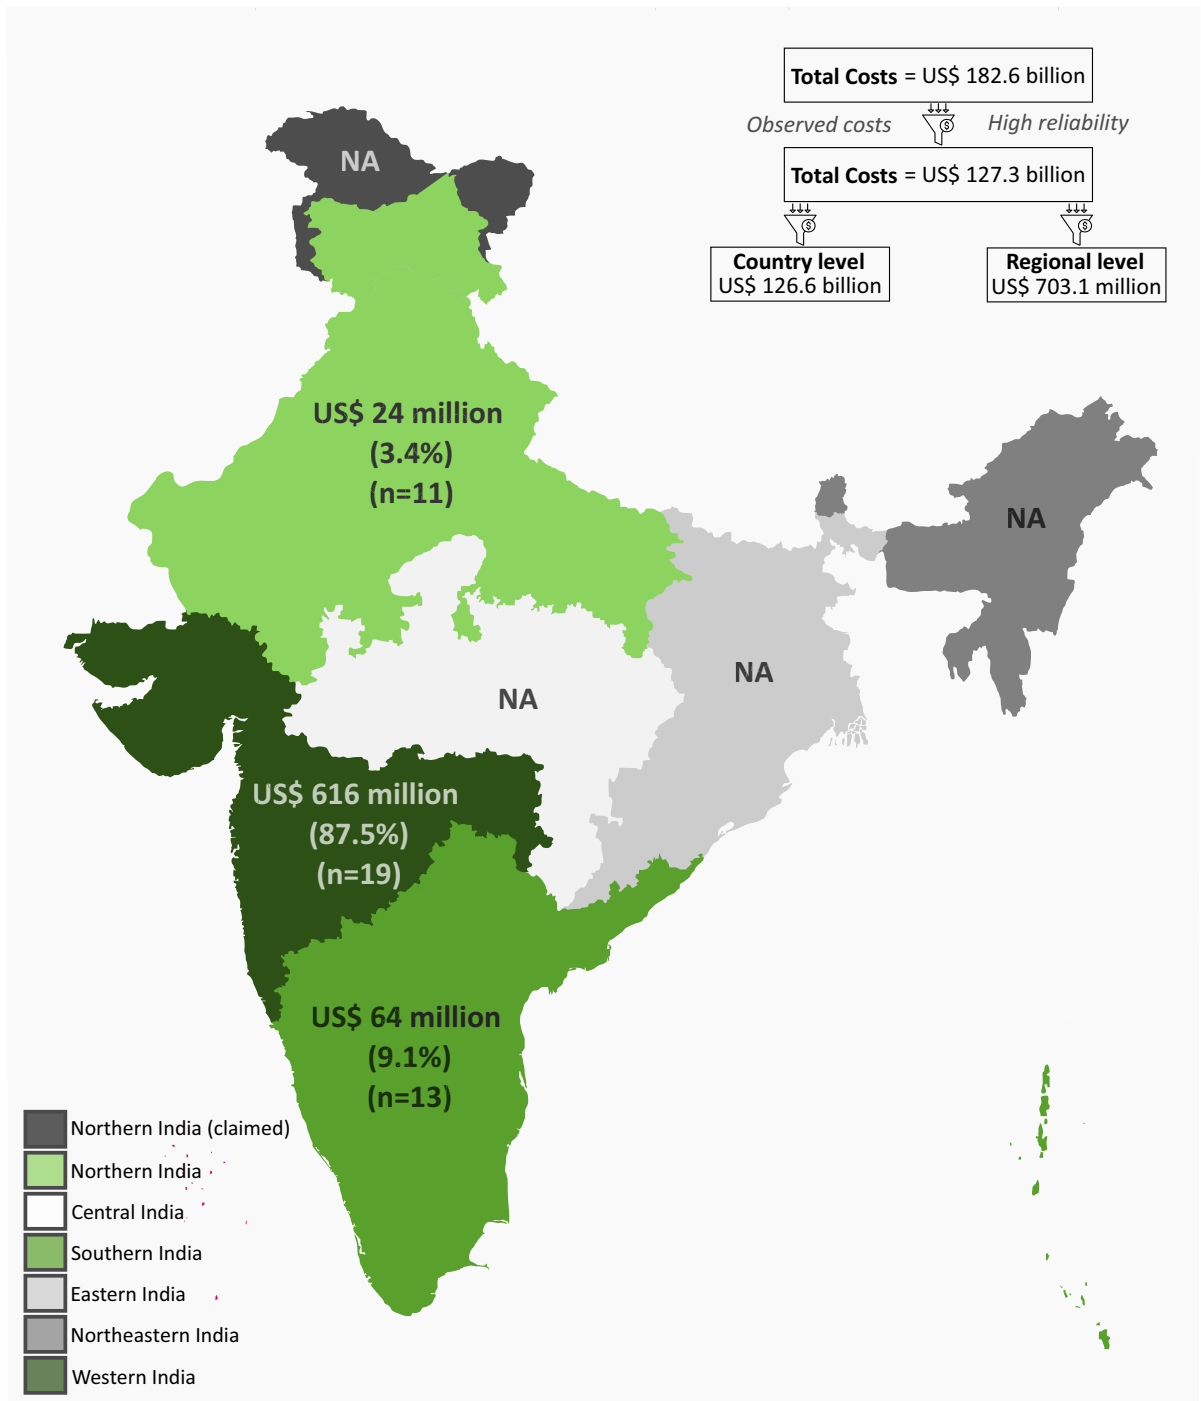 Total Costs = US$ 182.6 billion
Observed costs
$
High reliability
Total Costs = US$ 127.3 billion
$
$
Country level
US$ 126.6 billion
Regional level
US$ 703.1 million
NA
US$ 24 million
(3.4%)
(n=11)
NA
NA
NA
US$ 616 million
(87.5%)
(n=19)
US$ 64 million
(9.1%)
(n=13)
Northern India (claimed)
Northern India
Central India
Southern India
Eastern India
Northeastern India
Western India